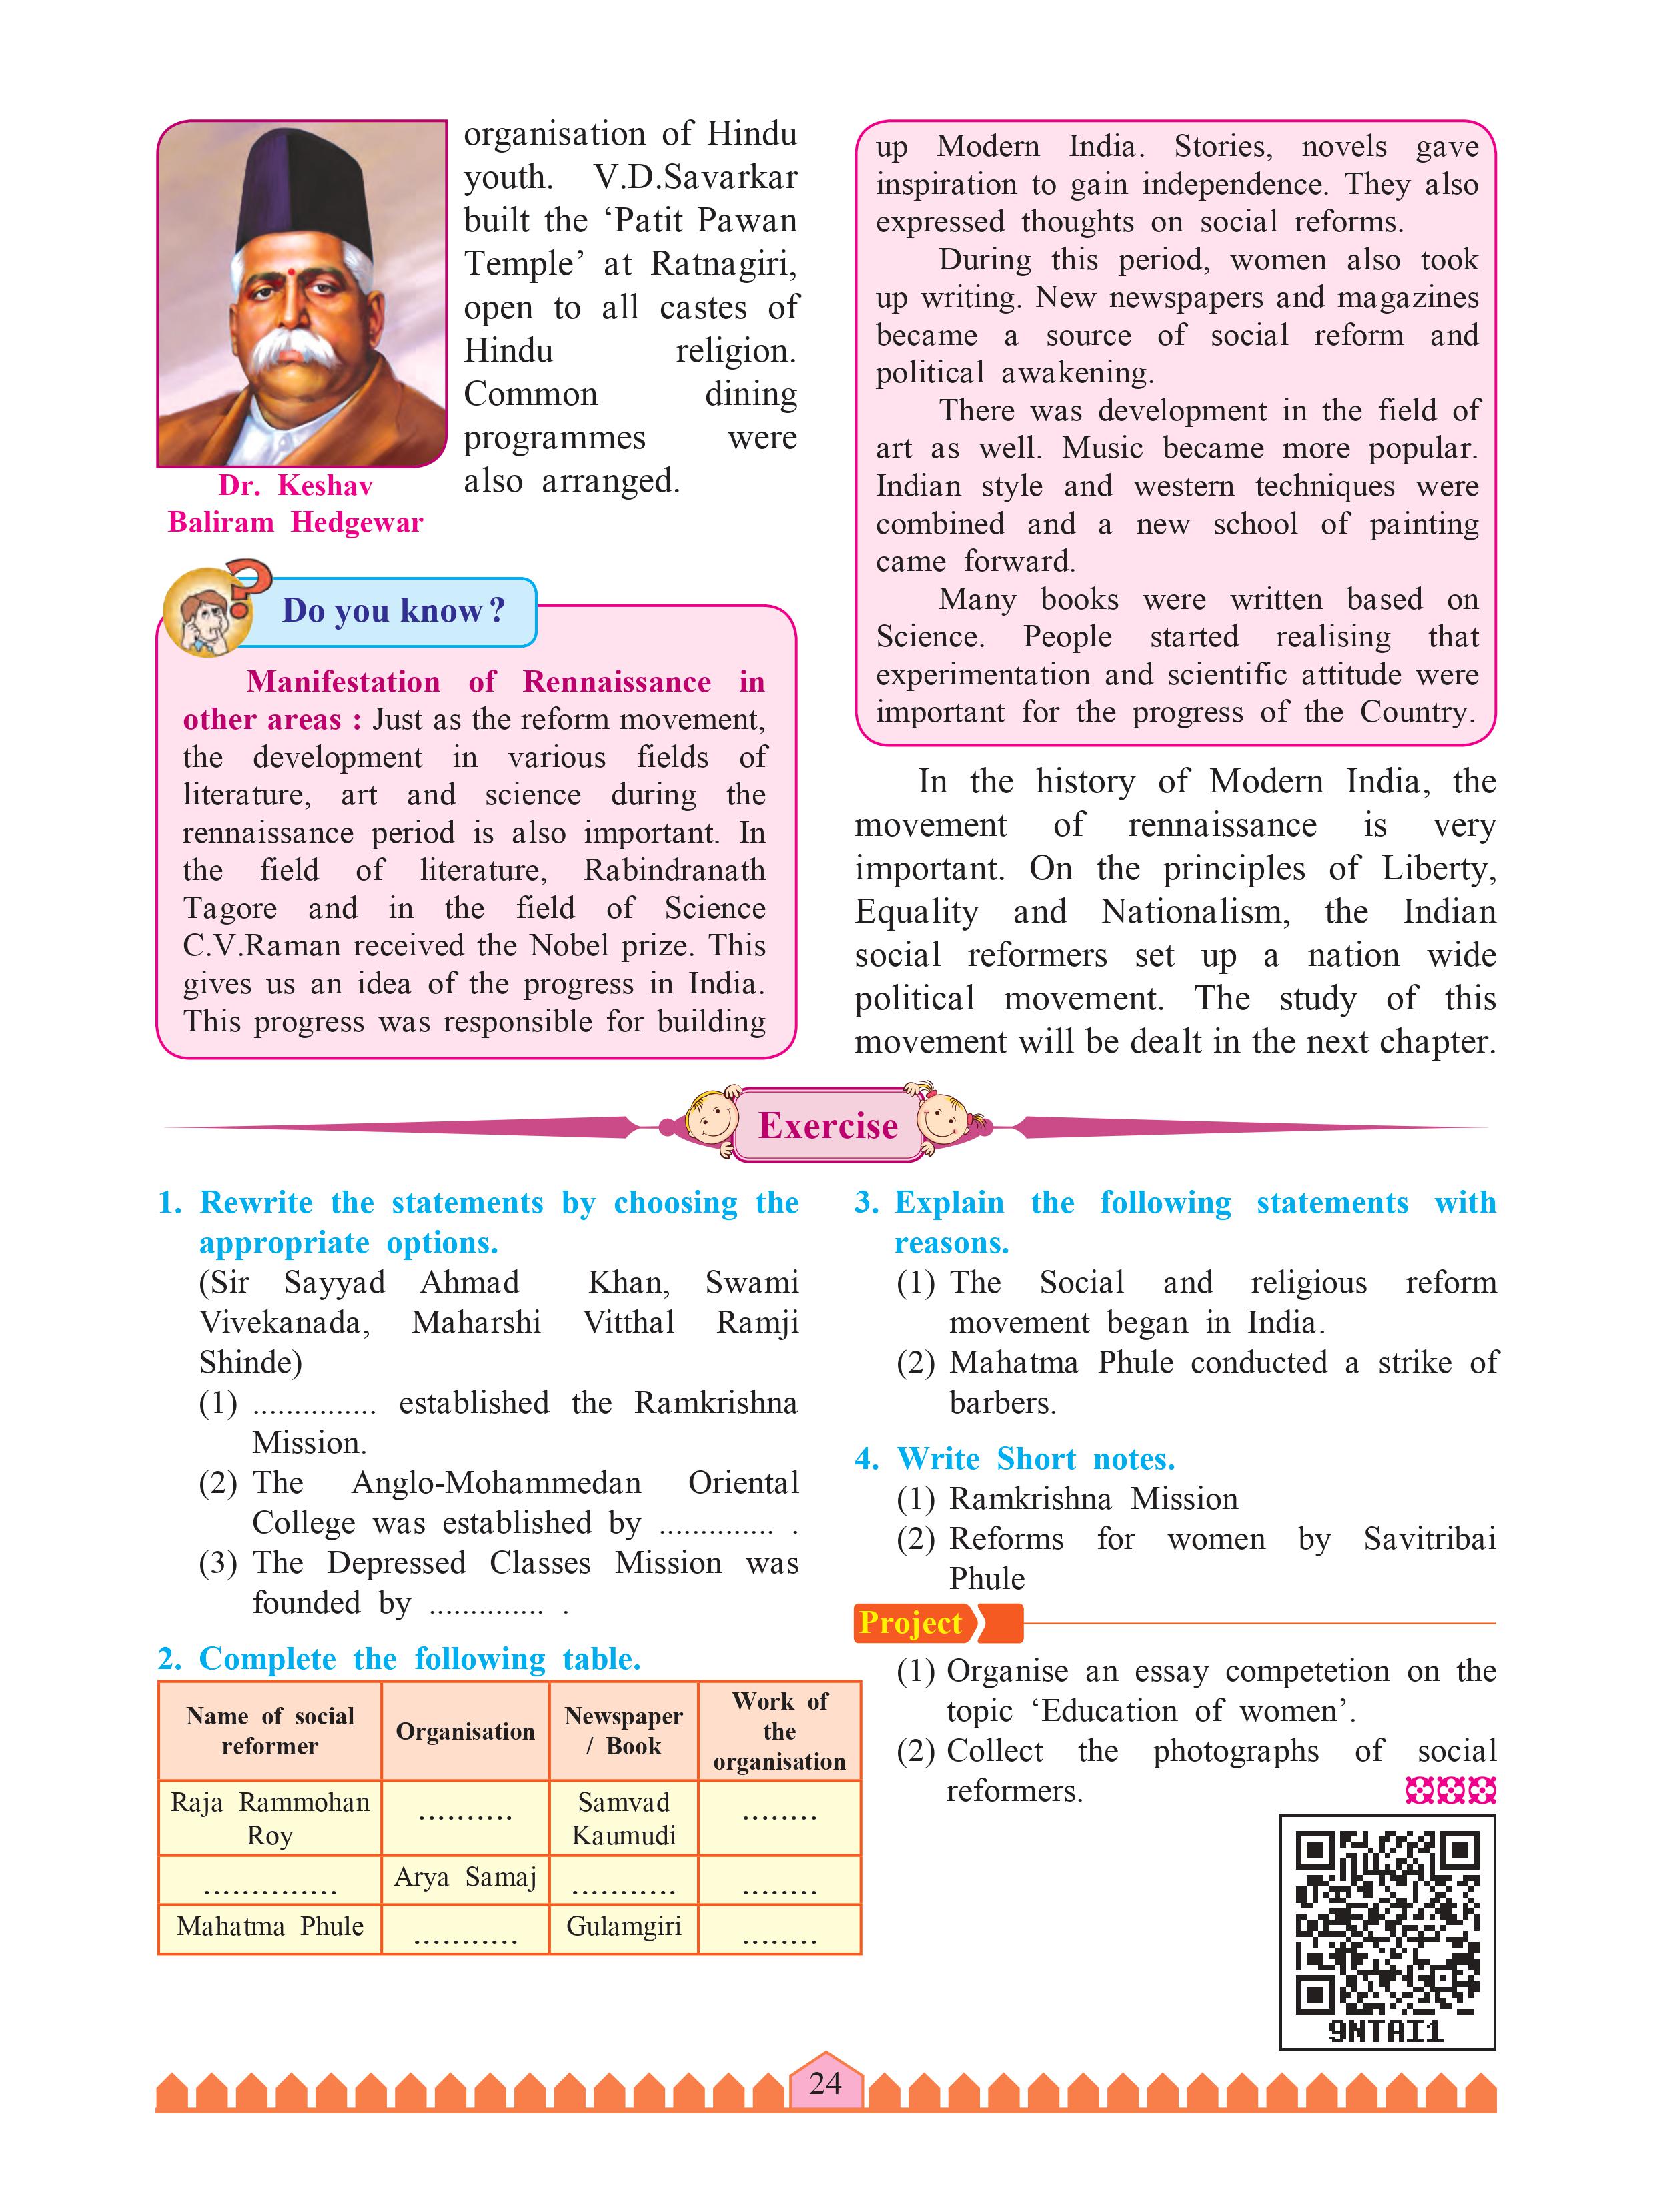 organisation of Hindu
youth. V.D.Savarkar
built the ‘Patit Pawan
Temple’ at Ratnagiri,
open to all castes of
Hindu religion.
Common dining
programmes were
also arranged.
Dr. Keshav
Baliram Hedgewar
Do you know ?
Manifestation of Rennaissance in
other areas : Just as the reform movement,
the development in various fields of
literature, art and science during the
rennaissance period is also important. In
the field of literature, Rabindranath
Tagore and in the field of Science
C.V.Raman received the Nobel prize. This
gives us an idea of the progress in India.
This progress was responsible for building
up Modern India. Stories, novels gave
inspiration to gain independence. They also
expressed thoughts on social reforms.
During this period, women also took
up writing. New newspapers and magazines
became a source of social reform and
political awakening.
There was development in the field of
art as well. Music became more popular.
Indian style and western techniques were
combined and a new school of painting
came forward.
Many books were written based on
Science. People started realising that
experimentation and scientific attitude were
important for the progress of the Country.
In the history of Modern India, the
movement of rennaissance is very
important. On the principles of Liberty,
Equality and Nationalism, the Indian
social reformers set up a nation wide
political movement. The study of this
movement will be dealt in the next chapter.
Exercise
1. Rewrite the statements by choosing the
appropriate options.
(Sir Sayyad Ahmad Khan, Swami
Vivekanada, Maharshi Vitthal Ramji
Shinde)
(1) .............. established the Ramkrishna
Mission.
(2) The Anglo-Mohammedan Oriental
College was established by ............. .
(3) The Depressed Classes Mission was
founded by ............. .
2. Complete the following table.
Name of social reformer | Organisation | Newspaper / Book | Work of the organisation
Raja Rammohan Roy | .......... | Samvad Kaumudi | ........
.............. | Arya Samaj | ........... | ........
Mahatma Phule | ........... | Gulamgiri | ........
3. Explain the following statements with
reasons.
(1) The Social and religious reform
movement began in India.
(2) Mahatma Phule conducted a strike of
barbers.
4. Write Short notes.
(1) Ramkrishna Mission
(2) Reforms for women by Savitribai
Phule
Project
(1) Organise an essay competetion on the
topic ‘Education of women’.
(2) Collect the photographs of social
reformers.
9NTAI1
24